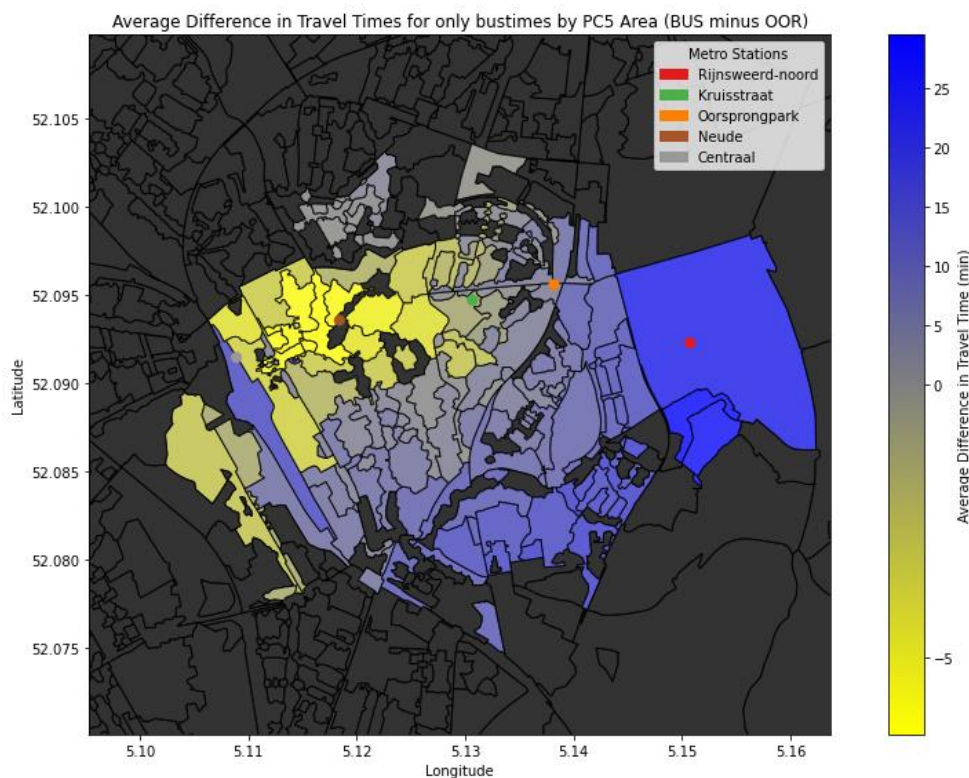 Average Difference in Travel Times for only bustimes by PC5 Area (BUS minus OOR)
Metro Stations
Rijnsweerd-noord
Kruisstraat
Oorsprongpark
Neude
Centraal
52.105
52.100
52.095
52.090
52.085
52.080
52.075
Latitude
5.10 5.11 5.12 5.13 5.14 5.15 5.16
Longitude
25
20
15
10
5
0
−5
Average Difference in Travel Time (min)